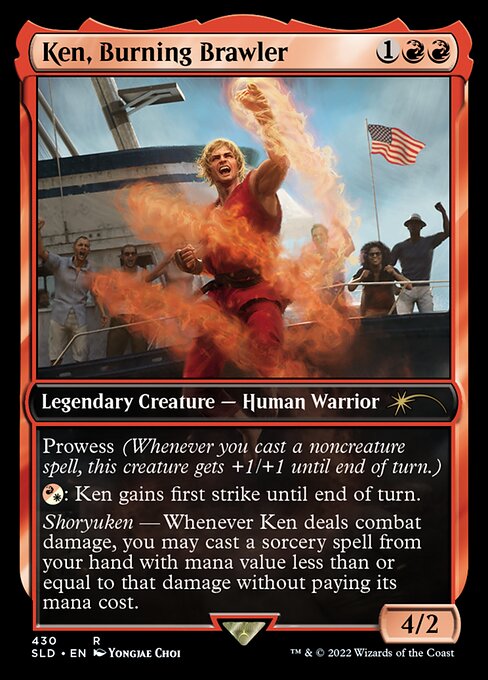 Ken, Burning Brawler 1
Legendary Creature — Human Warrior
Prowess (Whenever you cast a noncreature
spell, this creature gets +1/+1 until end of turn.)
: Ken gains first strike until end of turn.
Shoryuken — Whenever Ken deals combat
damage, you may cast a sorcery spell from
your hand with mana value less than or
equal to that damage without paying its
mana cost.
4/2
430 R
SLD • EN Yongjae Choi
™ & © 2022 Wizards of the Coast